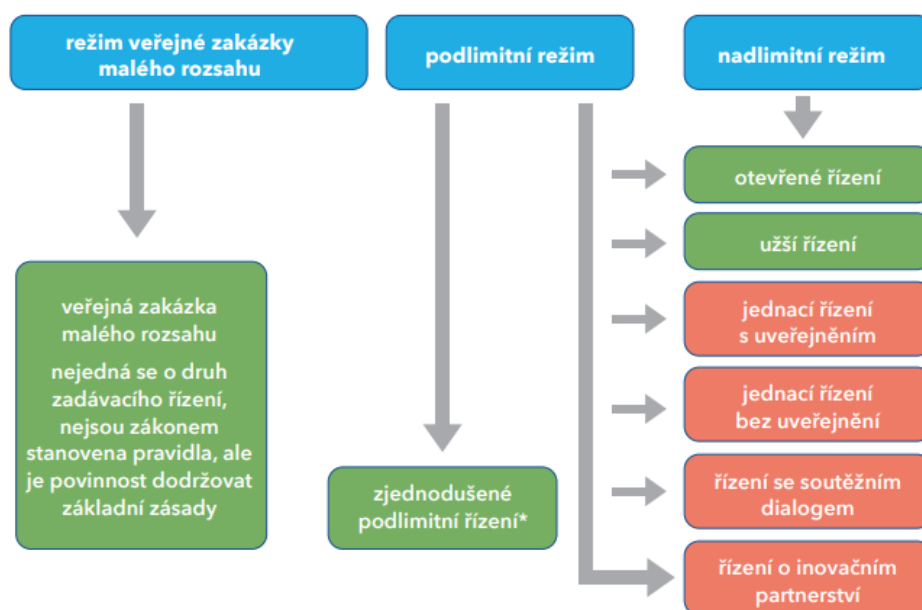 režim veřejné zakázky
malého rozsahu
podlimitní režim
nadlimitní režim
otevřené řízení
užší řízení
veřejná zakázka
malého rozsahu
nejedná se o druh
zadávacího řízení,
nejsou zákonem
stanovena pravidla, ale
je povinnost dodržovat
základní zásady
jednací řízení
s uveřejněním
jednací řízení
bez uveřejnění
zjednodušené
podlimitní řízení*
řízení se soutěžním
dialogem
řízení o inovačním
partnerství